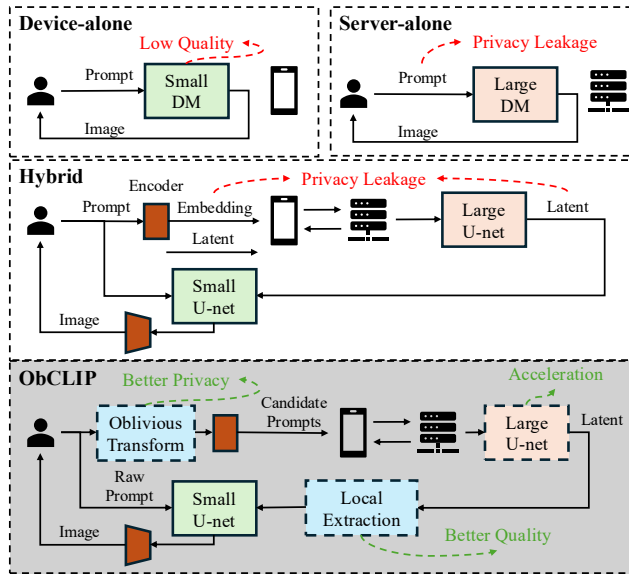 Device-alone
Low Quality
Prompt
Small
DM
Image
Server-alone
Privacy Leakage
Prompt
Large
DM
Image
Hybrid
Encoder
Privacy Leakage
Prompt
Embedding
Latent
Large
U-net
Latent
Small
U-net
Image
ObCLIP
Better Privacy
Acceleration
Oblivious
Transform
Candidate
Prompts
Large
U-net
Latent
Raw
Prompt
Small
U-net
Local
Extraction
Image
Better Quality